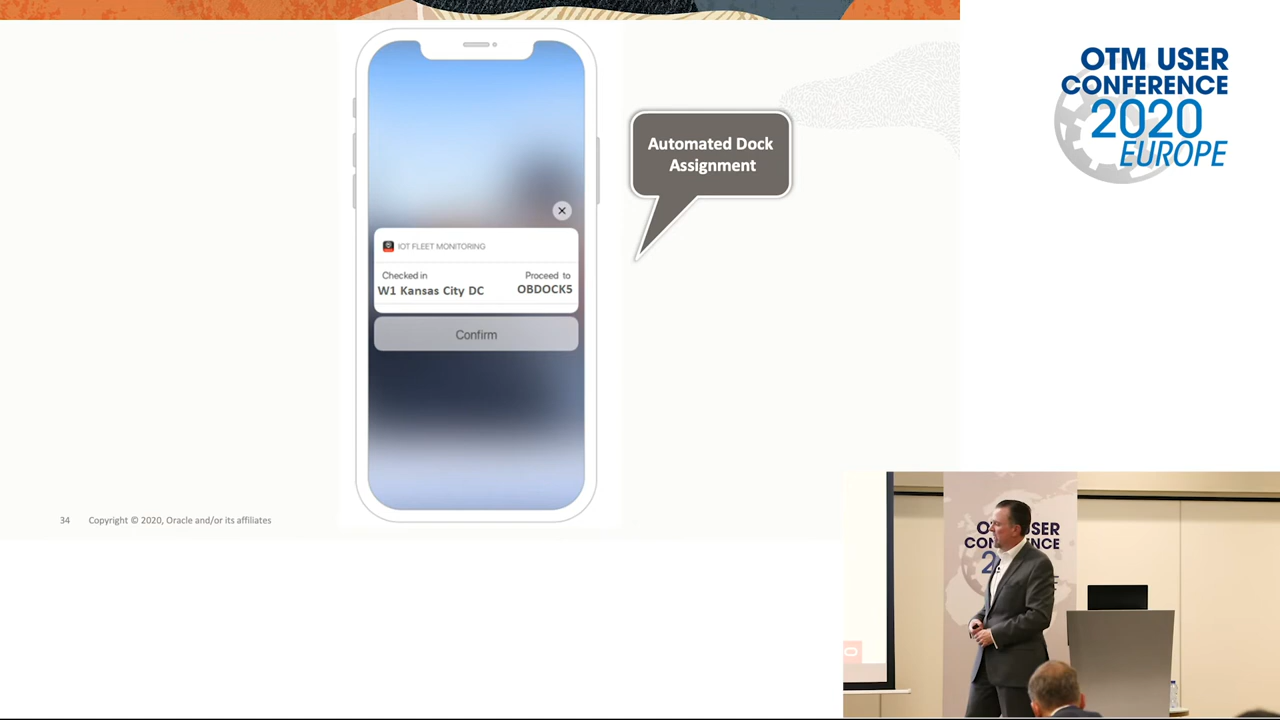 OTM USER
CONFERENCE
2020
EUROPE
Automated Dock
Assignment
IOT FLEET MONITORING
Checked in
Proceed to
W1 Kansas City DC
OBDOCK5
Confirm
34 Copyright © 2020, Oracle and/or its affiliates